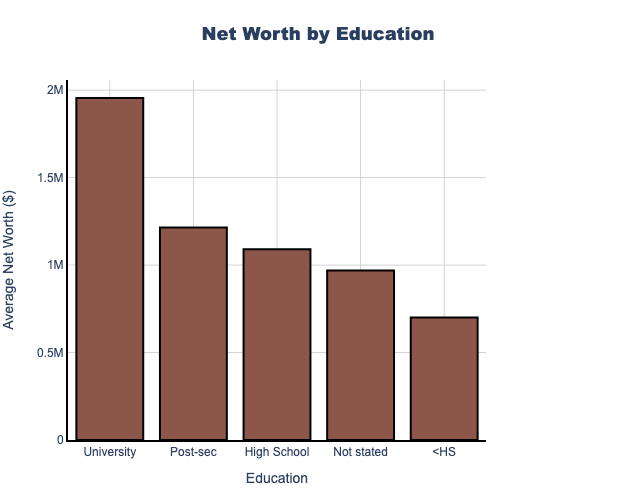 Net Worth by Education
Average Net Worth ($)
2M
1.5M
1M
0.5M
0
University Post-sec High School Not stated <HS
Education